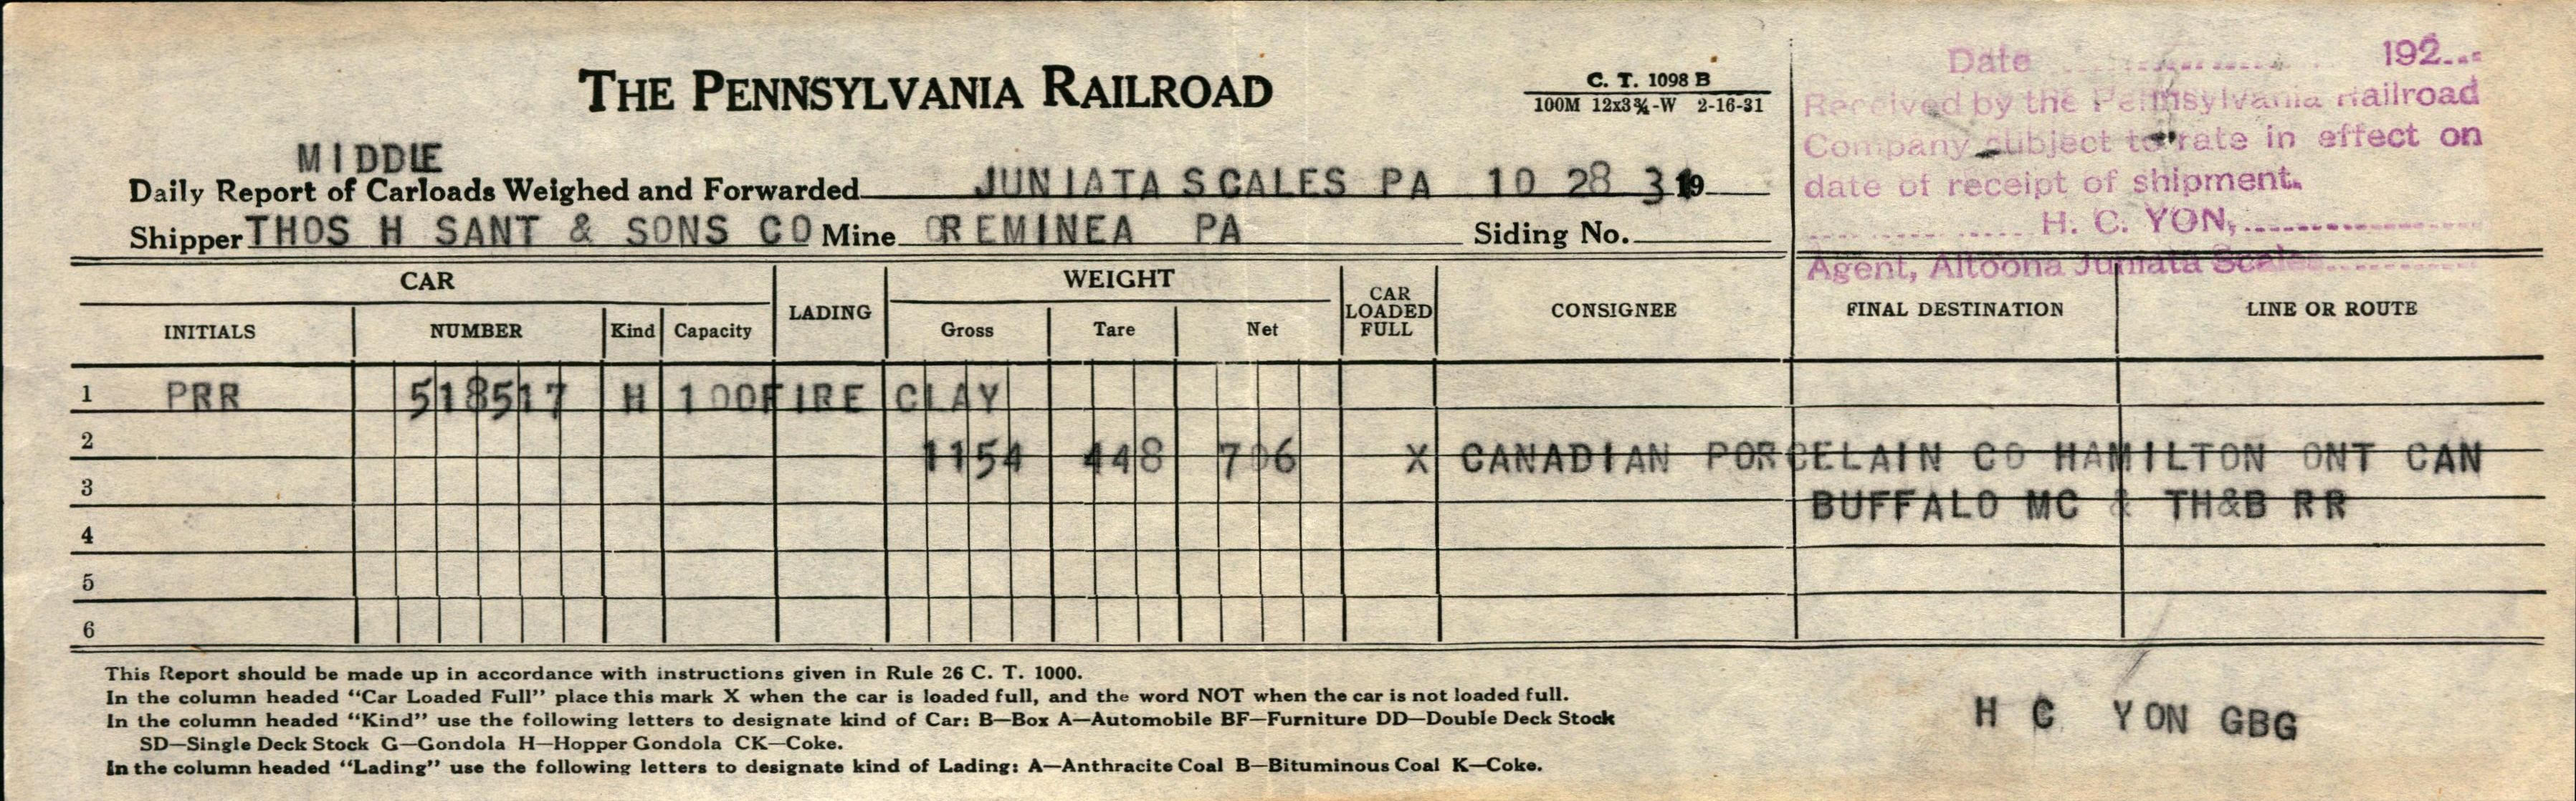 THE PENNSYLVANIA RAILROAD
C. T. 1098 B
100M 12x3¾-W 2-16-31
Date 192
Received by the Pennsylvania Railroad
Company subject to rate in effect on
date of receipt of shipment.
H. C. YON,
Agent, Altoona Juniata Scales
MIDDLE
Daily Report of Carloads Weighed and Forwarded JUNIATA SCALES PA 10 28 31 19
Shipper THOS H SANT & SONS CO Mine OREMINEA PA Siding No.
CAR LADING WEIGHT CAR LOADED FULL CONSIGNEE FINAL DESTINATION LINE OR ROUTE
INITIALS NUMBER Kind Capacity Gross Tare Net
1 PRR 518517 H 100 FIRE CLAY
2 1154 448 706 X CANADIAN PORCELAIN CO HAMILTON ONT CAN
3 BUFFALO MC & TH&B RR
4
5
6
This Report should be made up in accordance with instructions given in Rule 26 C. T. 1000.
In the column headed "Car Loaded Full" place this mark X when the car is loaded full, and the word NOT when the car is not loaded full.
In the column headed "Kind" use the following letters to designate kind of Car: B—Box A—Automobile BF—Furniture DD—Double Deck Stock
SD—Single Deck Stock G—Gondola H—Hopper Gondola CK—Coke.
In the column headed "Lading" use the following letters to designate kind of Lading: A—Anthracite Coal B—Bituminous Coal K—Coke.
H C YON GBG